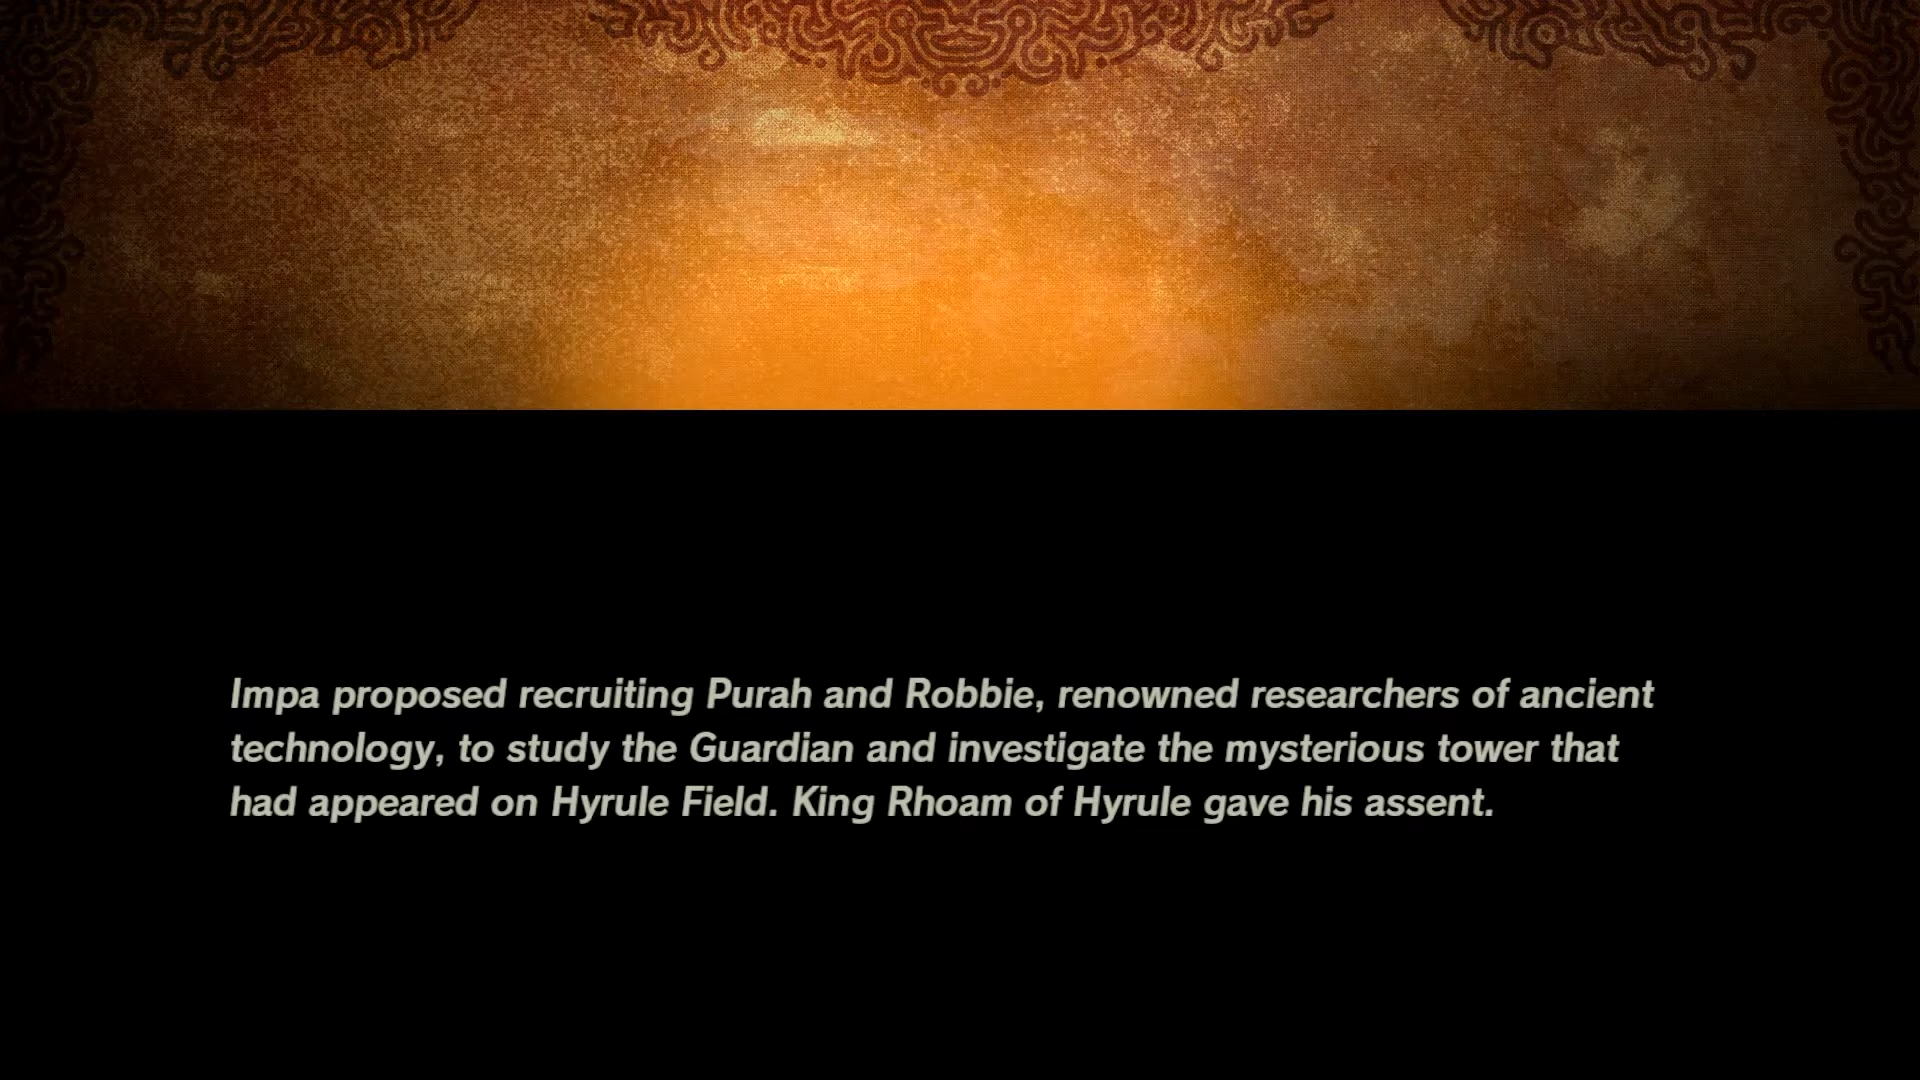 Impa proposed recruiting Purah and Robbie, renowned researchers of ancient
technology, to study the Guardian and investigate the mysterious tower that
had appeared on Hyrule Field. King Rhoam of Hyrule gave his assent.